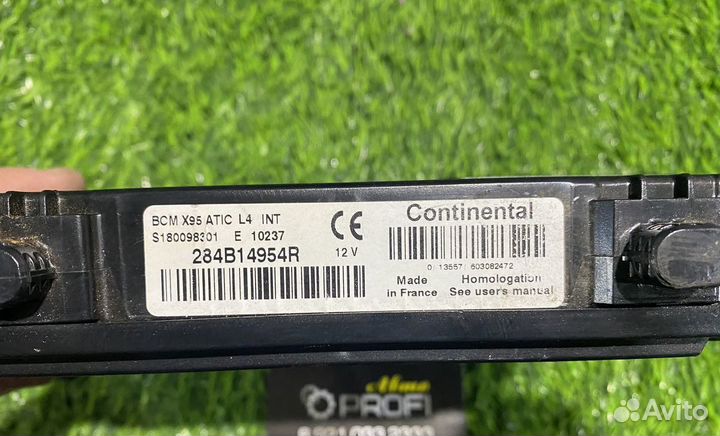 BCM X95 ATIC L4 INT
S180098301 E 10237
284B14954R
12 V
CE
Continental
0 13557 603082472
Made in France
Homologation
See user's manual
PROFI
Avito